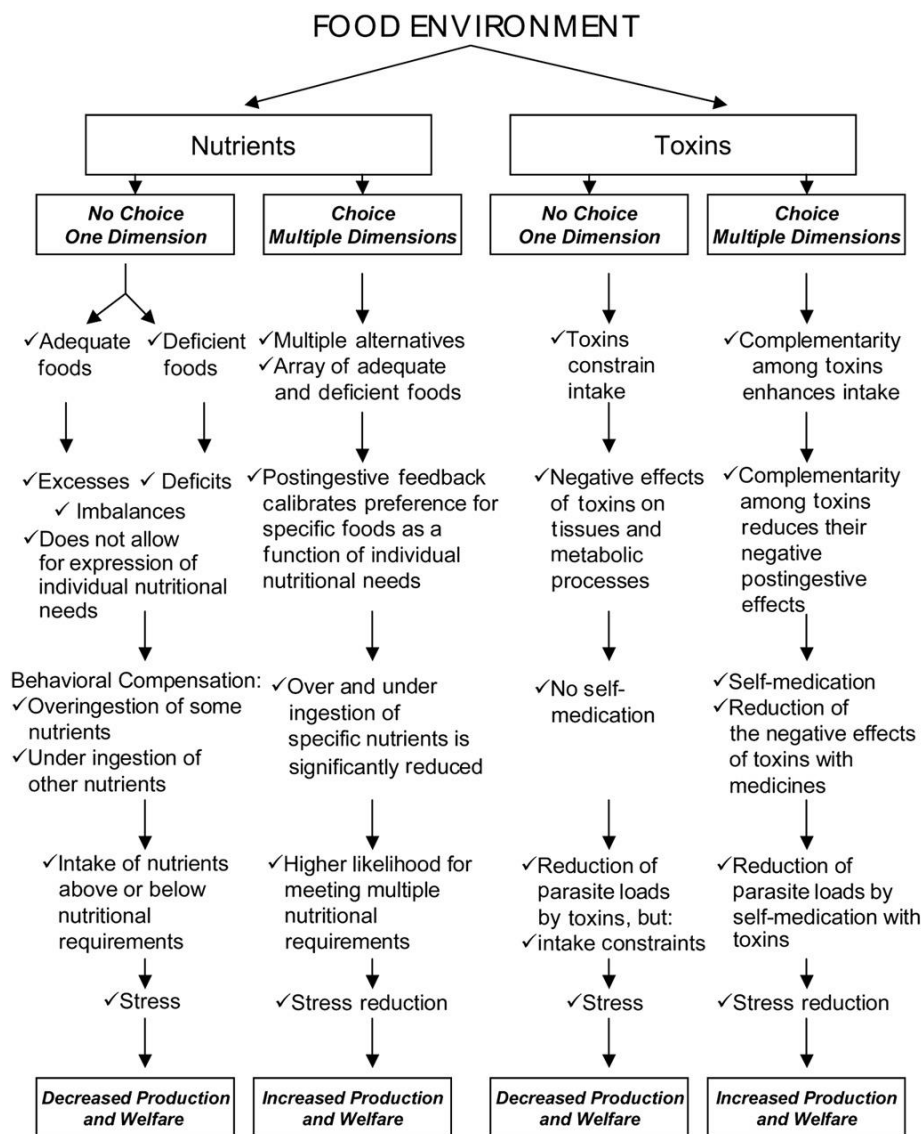 FOOD ENVIRONMENT
Nutrients
Toxins
No Choice
One Dimension
Choice
Multiple Dimensions
No Choice
One Dimension
Choice
Multiple Dimensions
✓Adequate
foods
✓Deficient
foods
✓Multiple alternatives
✓Array of adequate
and deficient foods
✓Toxins
constrain
intake
✓Complementarity
among toxins
enhances intake
✓Excesses
✓Deficits
✓Imbalances
✓Does not allow
for expression of
individual nutritional
needs
✓Postingestive feedback
calibrates preference for
specific foods as a
function of individual
nutritional needs
✓Negative effects
of toxins on
tissues and
metabolic
processes
✓Complementarity
among toxins
reduces their
negative
postingestive
effects
Behavioral Compensation:
✓Overingestion of some
nutrients
✓Under ingestion of
other nutrients
✓Over and under
ingestion of
specific nutrients is
significantly reduced
✓No self-
medication
✓Self-medication
✓Reduction of
the negative effects
of toxins with
medicines
✓Intake of nutrients
above or below
nutritional
requirements
✓Higher likelihood for
meeting multiple
nutritional
requirements
✓Reduction of
parasite loads
by toxins, but:
✓intake constraints
✓Reduction of
parasite loads by
self-medication with
toxins
✓Stress
✓Stress reduction
✓Stress
✓Stress reduction
Decreased Production
and Welfare
Increased Production
and Welfare
Decreased Production
and Welfare
Increased Production
and Welfare